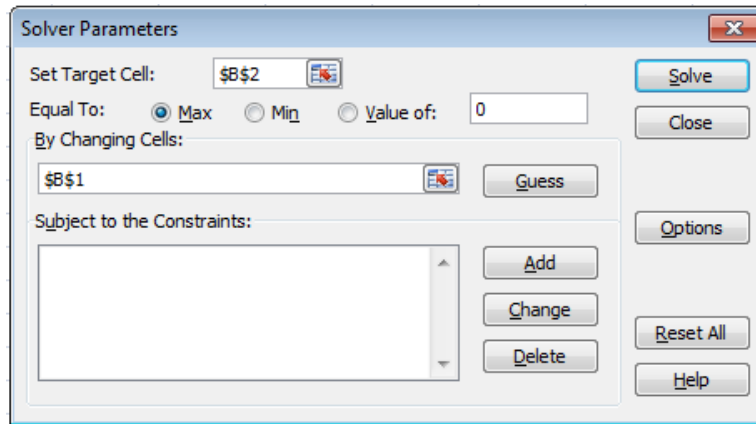 Solver Parameters
Set Target Cell: $B$2 Solve
Equal To: Max Min Value of: 0 Close
By Changing Cells:
$B$1 Guess
Subject to the Constraints: Options
Add
Change
Reset All
Delete
Help